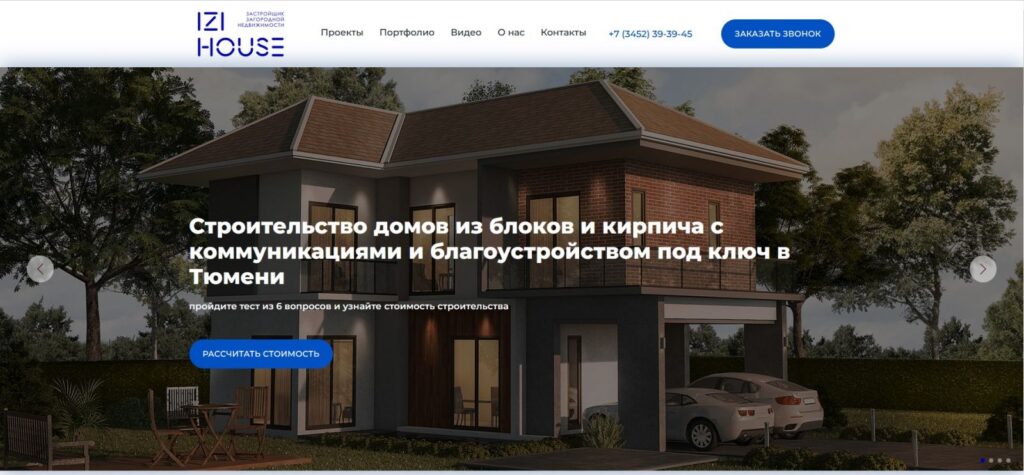 IZI
HOUSE
ЗАСТРОЙЩИК
ЗАГОРОДНОЙ
НЕДВИЖИМОСТИ
Проекты Портфолио Видео О нас Контакты +7 (3452) 39-39-45 ЗАКАЗАТЬ ЗВОНОК
Строительство домов из блоков и кирпича с
коммуникациями и благоустройством под ключ в
Тюмени
пройдите тест из 6 вопросов и узнайте стоимость строительства
РАССЧИТАТЬ СТОИМОСТЬ